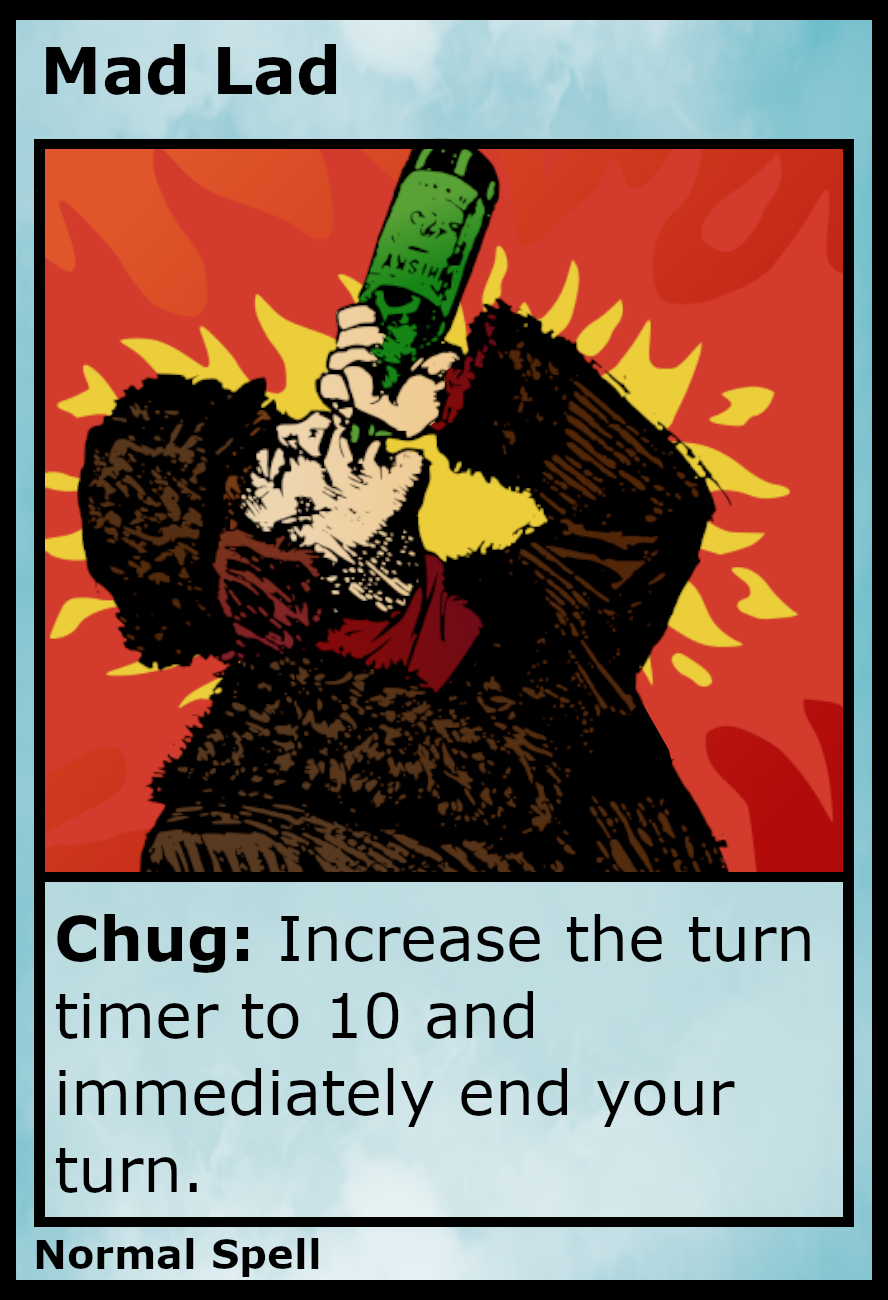 Mad Lad
Chug: Increase the turn
timer to 10 and
immediately end your
turn.
Normal Spell